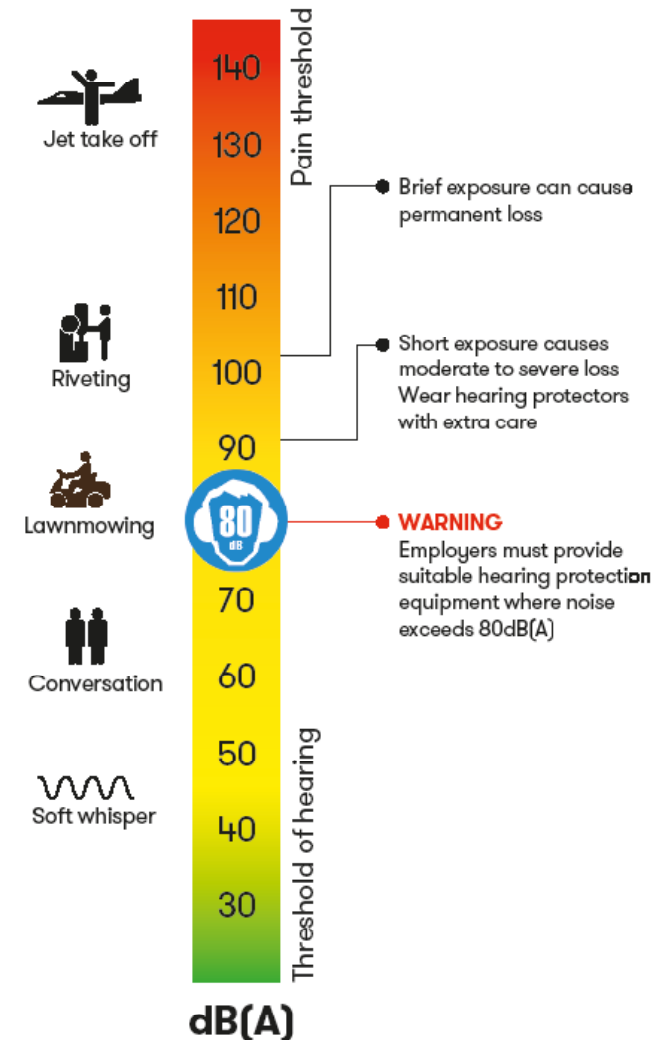 140
130
120
110
100
90
80
dB
70
60
50
40
30
dB(A)
Pain threshold
Threshold of hearing
Jet take off
Riveting
Lawnmowing
Conversation
Soft whisper
Brief exposure can cause
permanent loss
Short exposure causes
moderate to severe loss
Wear hearing protectors
with extra care
WARNING
Employers must provide
suitable hearing protection
equipment where noise
exceeds 80dB(A)